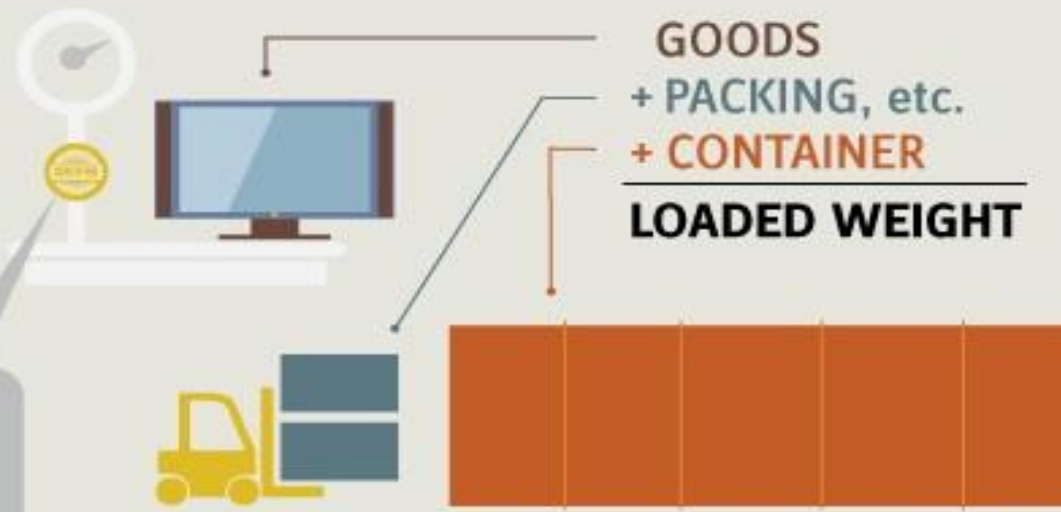 GOODS
+ PACKING, etc.
+ CONTAINER
LOADED WEIGHT